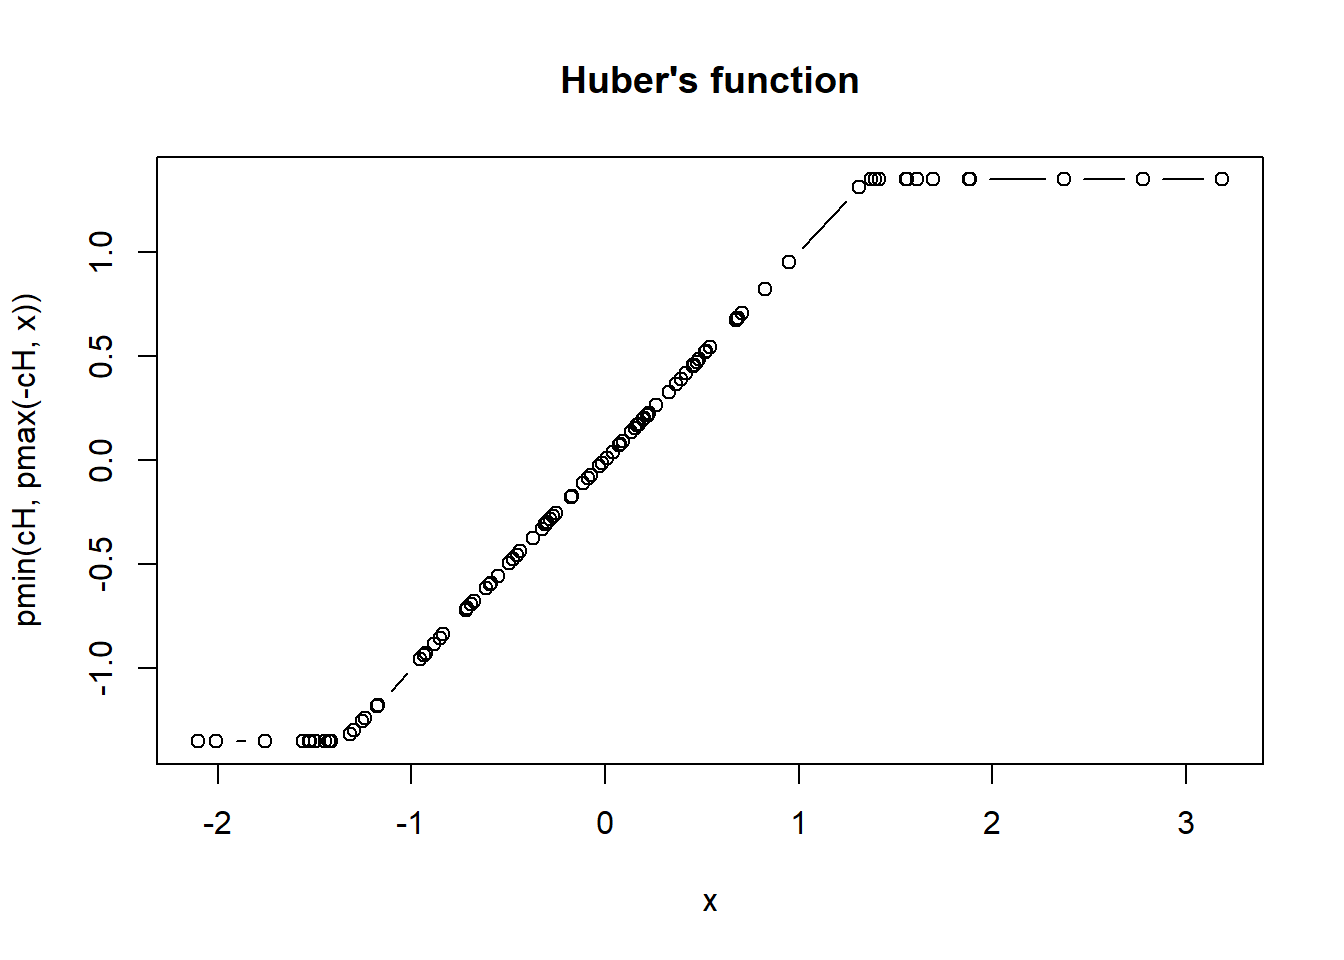 Huber's function
pmin(cH, pmax(-cH, x))
1.0
0.5
0.0
-0.5
-1.0
-2 -1 0 1 2 3
x